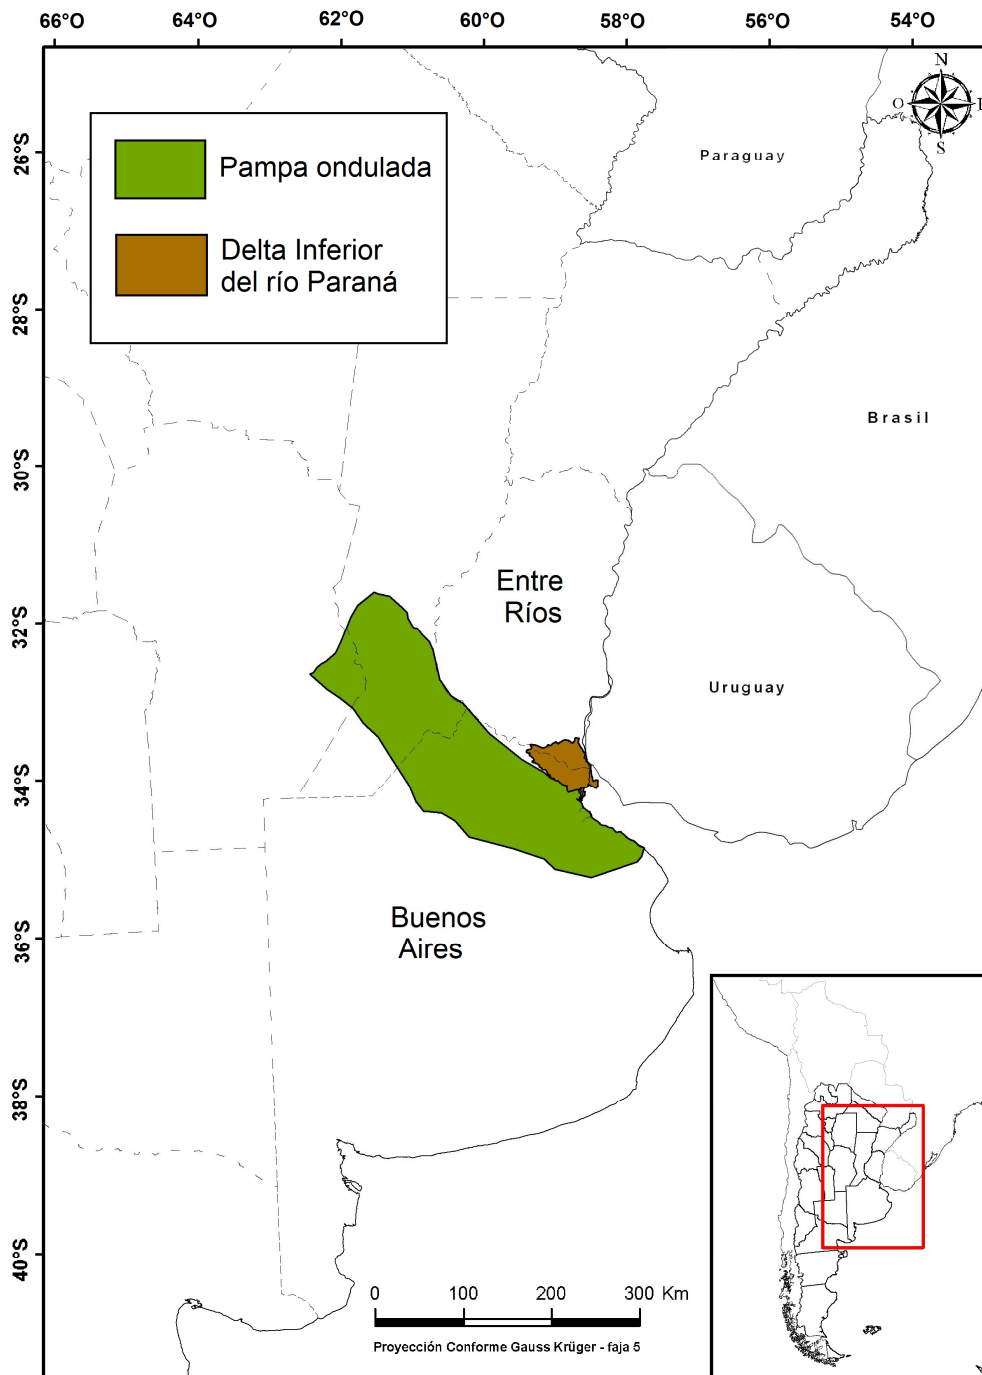 66°O 64°O 62°O 60°O 58°O 56°O 54°O
N
O
E
S
26°S
28°S
30°S
32°S
34°S
36°S
38°S
40°S
Pampa ondulada
Delta Inferior
del río Paraná
Paraguay
Brasil
Entre
Ríos
Uruguay
Buenos
Aires
0 100 200 300 Km
Proyección Conforme Gauss Krüger - faja 5